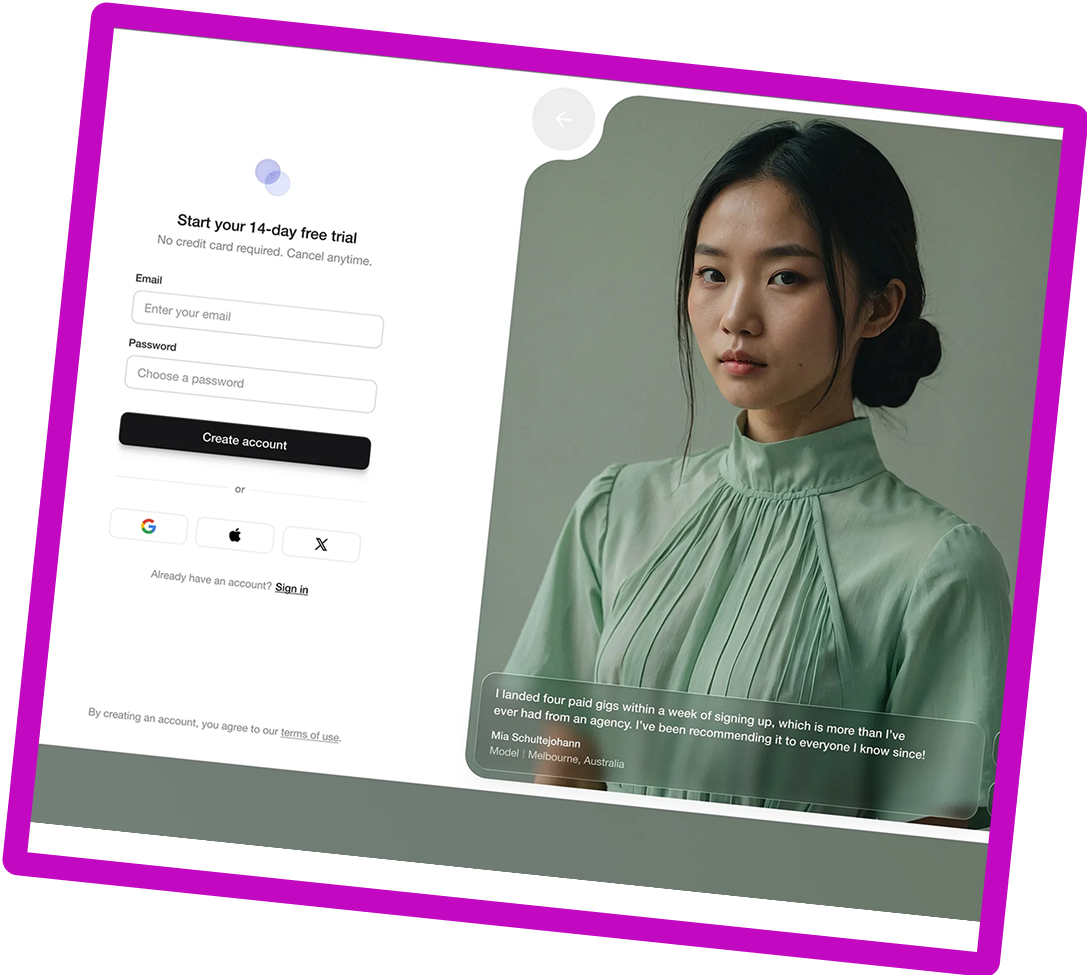 Start your 14-day free trial
No credit card required. Cancel anytime.
Email
Enter your email
Password
Choose a password
Create account
or
Already have an account? Sign in
By creating an account, you agree to our terms of use.
I landed four paid gigs within a week of signing up, which is more than I've
ever had from an agency. I've been recommending it to everyone I know since!
Mia Schultejohann
Model | Melbourne, Australia